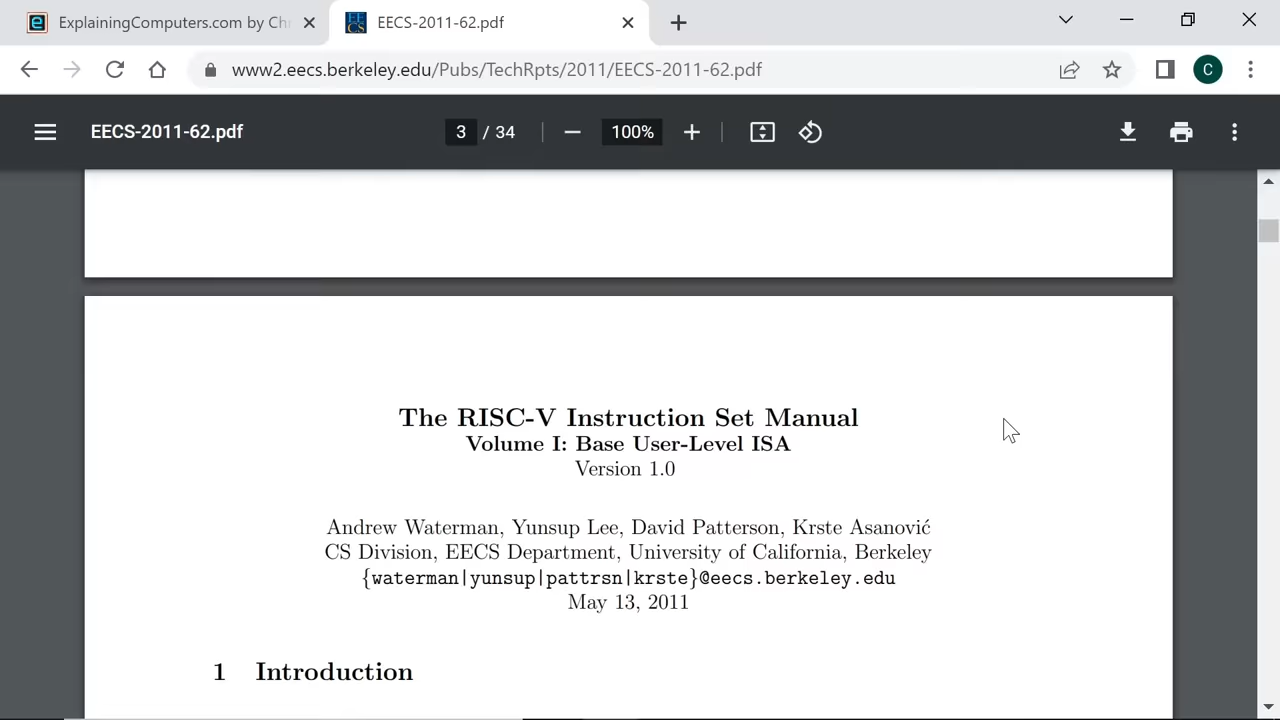 ExplainingComputers.com by Ch
EECS-2011-62.pdf
www2.eecs.berkeley.edu/Pubs/TechRpts/2011/EECS-2011-62.pdf
C
EECS-2011-62.pdf
3 / 34
100%
The RISC-V Instruction Set Manual
Volume I: Base User-Level ISA
Version 1.0
Andrew Waterman, Yunsup Lee, David Patterson, Krste Asanović
CS Division, EECS Department, University of California, Berkeley
{waterman|yunsup|pattrsn|krste}@eecs.berkeley.edu
May 13, 2011
1 Introduction